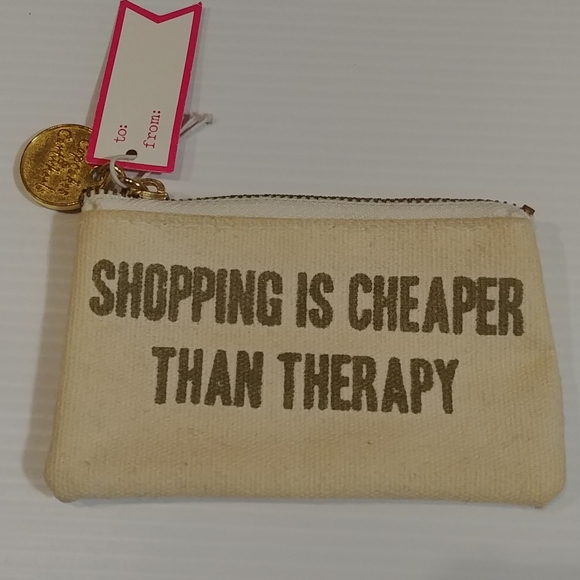 to:
from:
SHOPPING IS CHEAPER
THAN THERAPY